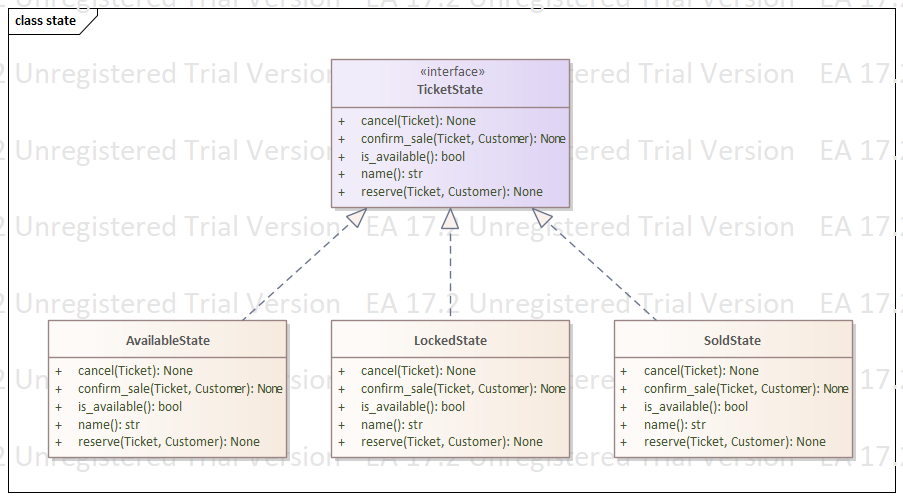 class state
EA 17.2 Unregistered Trial Version EA 17.2
«interface»
TicketState
+ cancel(Ticket): None
+ confirm_sale(Ticket, Customer): None
+ is_available(): bool
+ name(): str
+ reserve(Ticket, Customer): None
AvailableState
+ cancel(Ticket): None
+ confirm_sale(Ticket, Customer): None
+ is_available(): bool
+ name(): str
+ reserve(Ticket, Customer): None
LockedState
+ cancel(Ticket): None
+ confirm_sale(Ticket, Customer): None
+ is_available(): bool
+ name(): str
+ reserve(Ticket, Customer): None
SoldState
+ cancel(Ticket): None
+ confirm_sale(Ticket, Customer): None
+ is_available(): bool
+ name(): str
+ reserve(Ticket, Customer): None